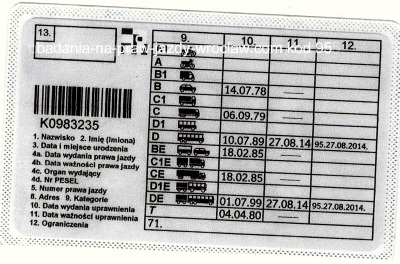 13.
9. 10. 11. 12.
badania-na-praw-jazdy.wroclaw.com kod 95
A
B1
B 14.07.78 —
C1
C 06.09.79 —
D1
D 10.07.89 27.08.14 95.27.08.2014.
BE 18.02.85 —
C1E
CE 18.02.85 —
D1E
DE 01.07.99 27.08.14 95.27.08.2014.
T 04.04.80 —
71.
K0983235
1. Nazwisko 2. Imię (Imiona)
3. Data i miejsce urodzenia
4a. Data wydania prawa jazdy
4b. Data ważności prawa jazdy
4c. Organ wydający
4d. Nr PESEL
5. Numer prawa jazdy
8. Adres 9. Kategorie
10. Data wydania uprawnienia
11. Data ważności uprawnienia
12. Ograniczenia